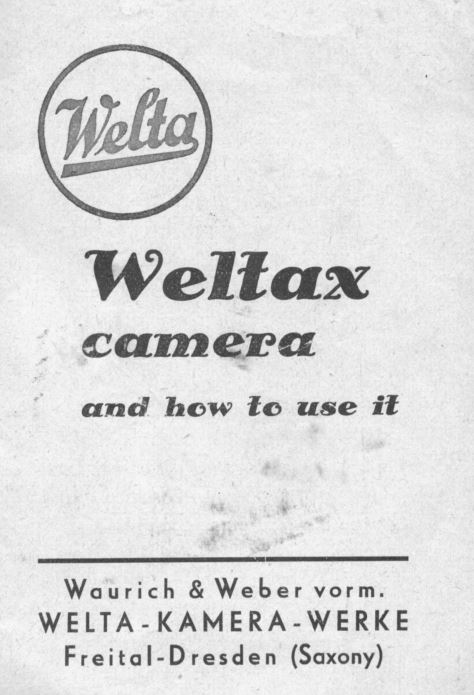 Welta
Weltax
camera
and how to use it
Waurich & Weber vorm.
WELTA-KAMERA-WERKE
Freital-Dresden (Saxony)